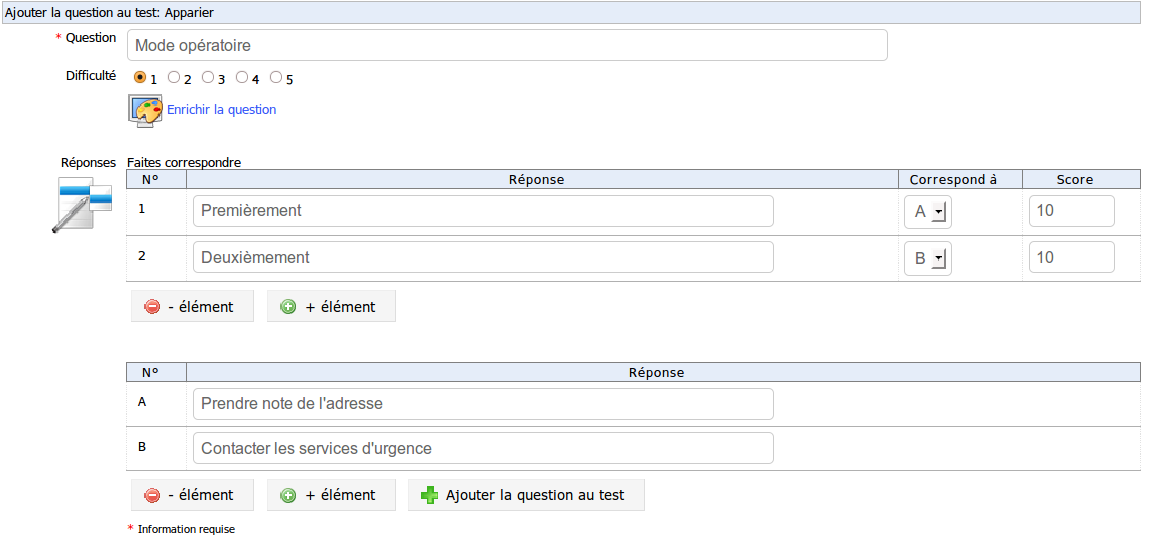 Ajouter la question au test: Apparier
* Question Mode opératoire
Difficulté 1 2 3 4 5
Enrichir la question
Réponses Faites correspondre
N° Réponse Correspond à Score
1 Premièrement A 10
2 Deuxièmement B 10
- élément + élément
N° Réponse
A Prendre note de l'adresse
B Contacter les services d'urgence
- élément + élément Ajouter la question au test
* Information requise